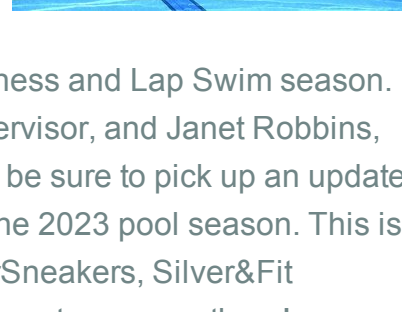 ness and Lap Swim season.
ervisor, and Janet Robbins,
be sure to pick up an update
ne 2023 pool season. This is
Sneakers, Silver&Fit